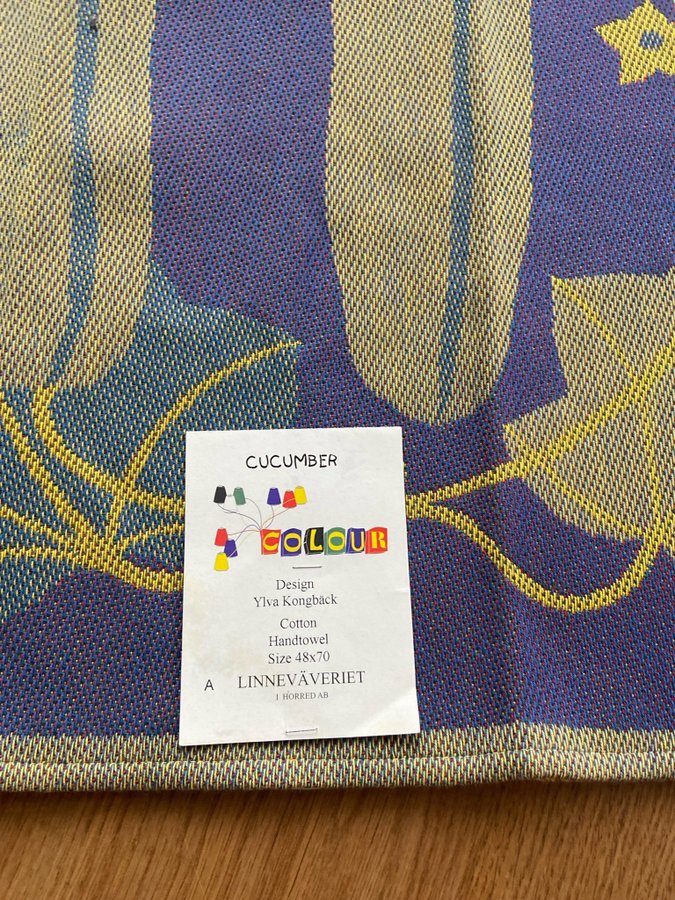 CUCUMBER
COLOUR
Design
Ylva Kongbäck
Cotton
Handtowel
Size 48x70
A LINNEVÄVERIET
I HORRED AB